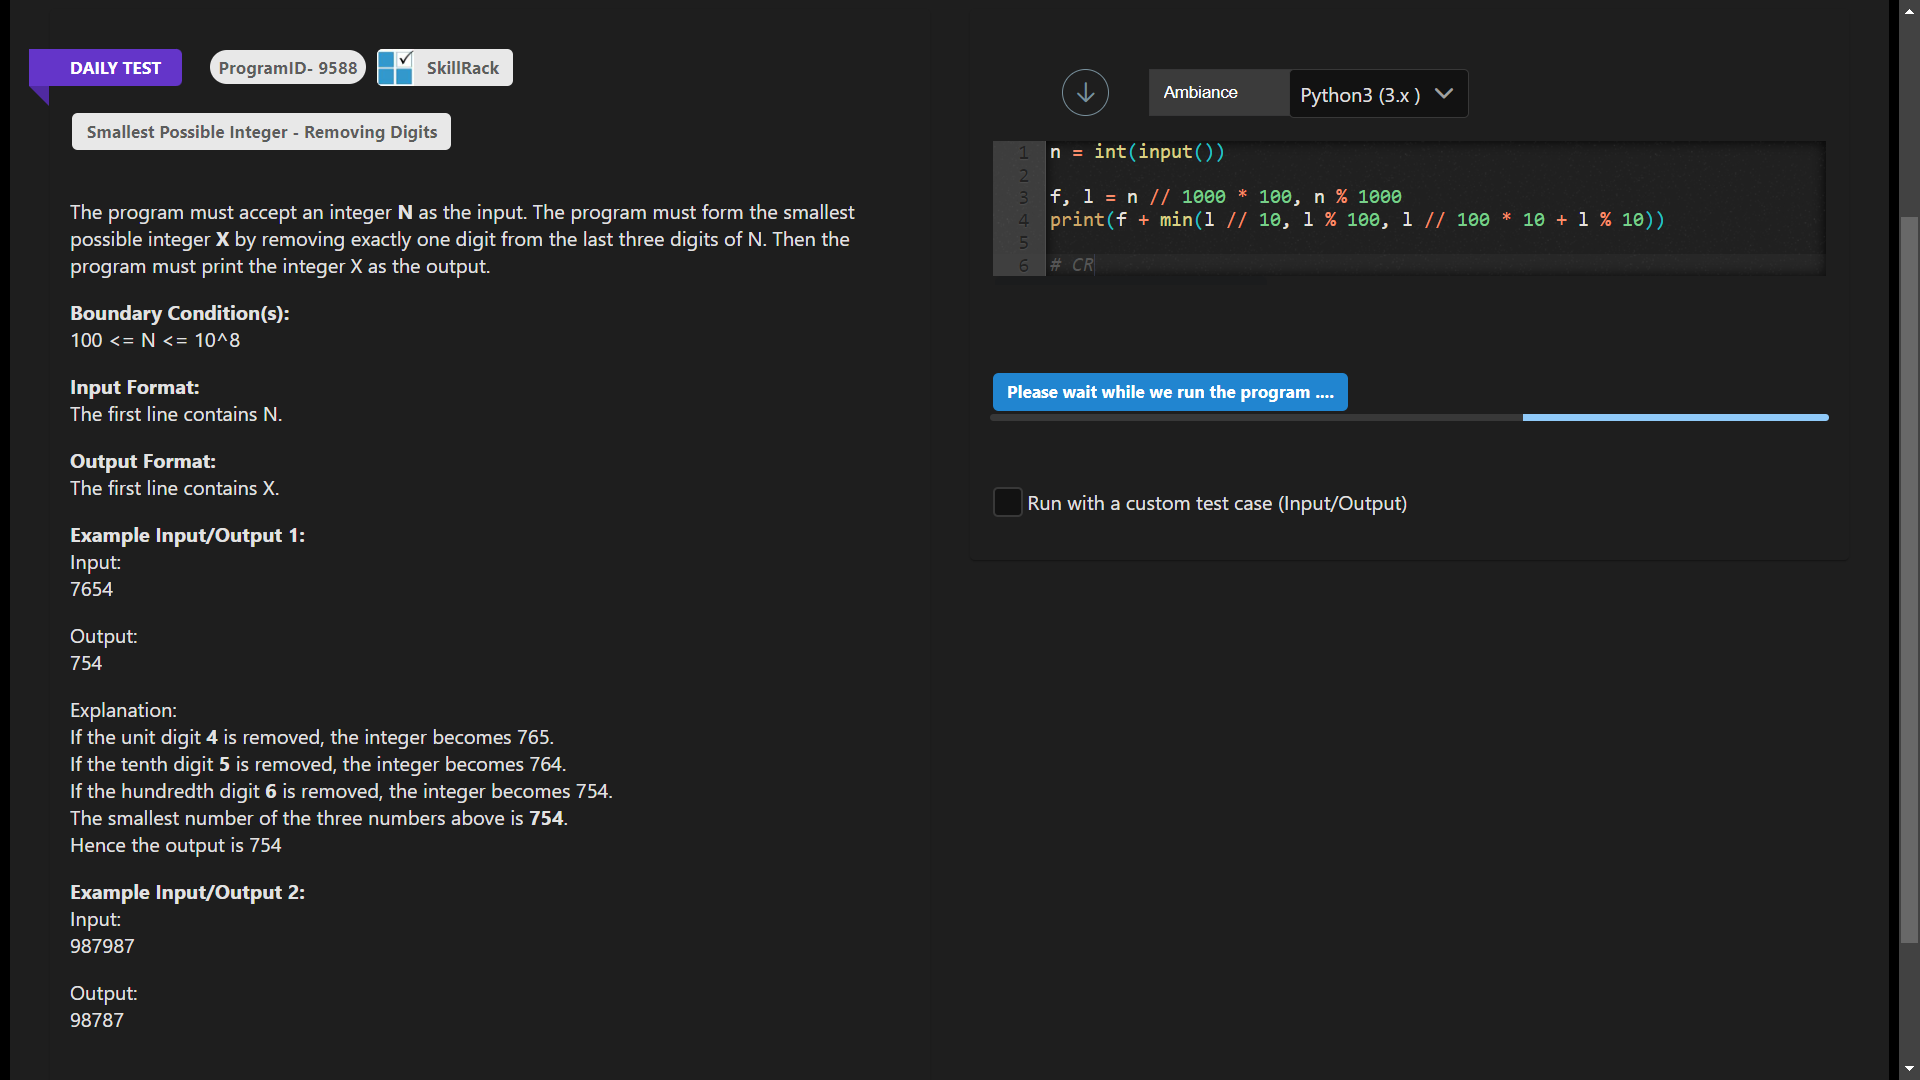 DAILY TEST
ProgramID- 9588
SkillRack
Smallest Possible Integer - Removing Digits
The program must accept an integer N as the input. The program must form the smallest
possible integer X by removing exactly one digit from the last three digits of N. Then the
program must print the integer X as the output.
Boundary Condition(s):
100 <= N <= 10^8
Input Format:
The first line contains N.
Output Format:
The first line contains X.
Example Input/Output 1:
Input:
7654
Output:
754
Explanation:
If the unit digit 4 is removed, the integer becomes 765.
If the tenth digit 5 is removed, the integer becomes 764.
If the hundredth digit 6 is removed, the integer becomes 754.
The smallest number of the three numbers above is 754.
Hence the output is 754
Example Input/Output 2:
Input:
987987
Output:
98787
Ambiance
Python3 (3.x )
1 n = int(input())
2
3 f, l = n // 1000 * 100, n % 1000
4 print(f + min(l // 10, l % 100, l // 100 * 10 + l % 10))
5
6 # CR
Please wait while we run the program ....
Run with a custom test case (Input/Output)